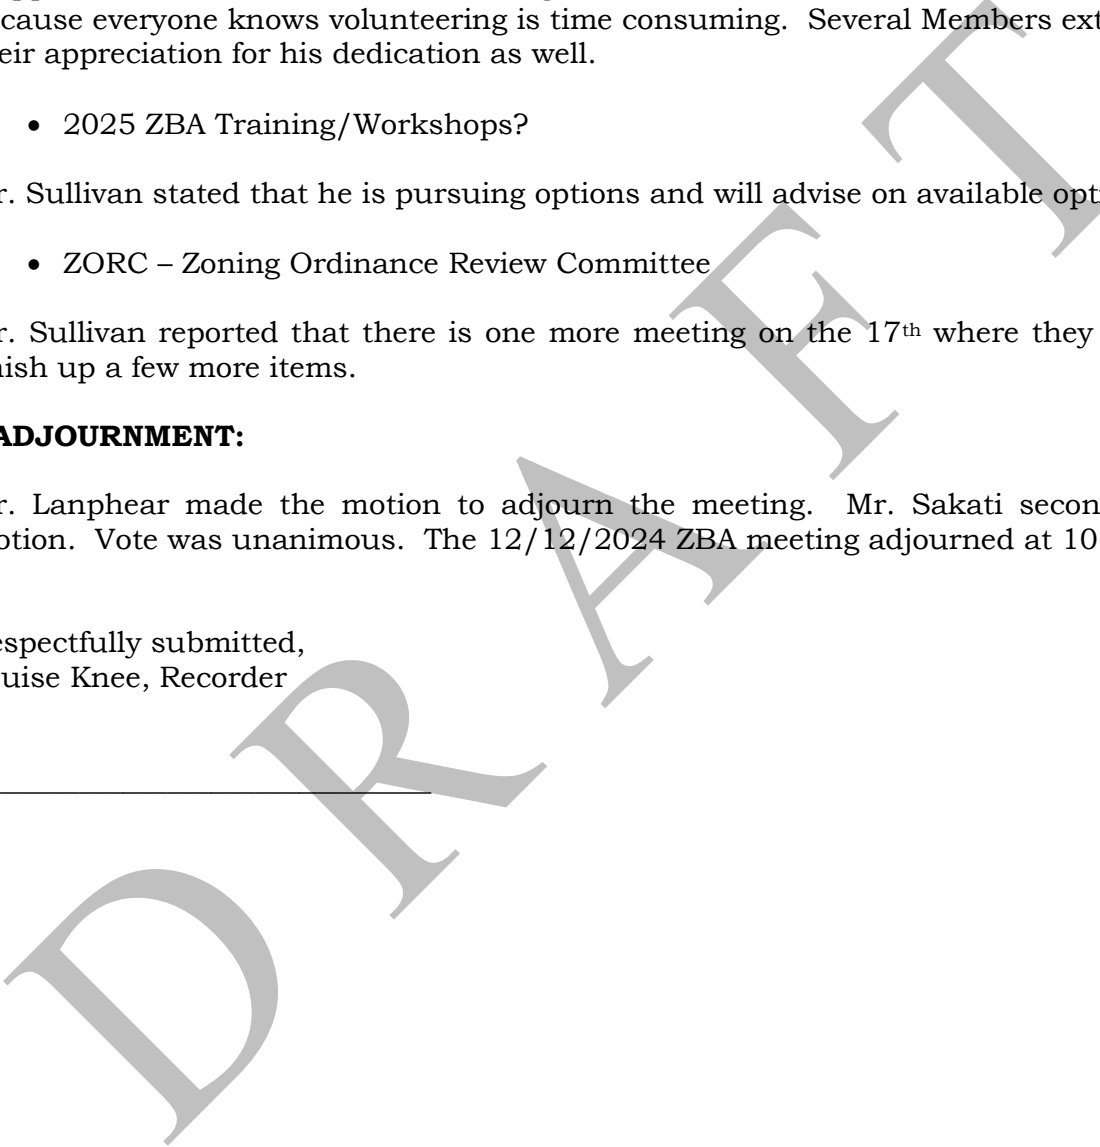 cause everyone knows volunteering is time consuming.  Several Members ext
eir appreciation for his dedication as well.
• 2025 ZBA Training/Workshops?
r. Sullivan stated that he is pursuing options and will advise on available opt
• ZORC – Zoning Ordinance Review Committee
r. Sullivan reported that there is one more meeting on the 17th where they
nish up a few more items.
ADJOURNMENT:
r. Lanphear made the motion to adjourn the meeting.  Mr. Sakati secon
otion.  Vote was unanimous.  The 12/12/2024 ZBA meeting adjourned at 10
espectfully submitted,
uise Knee, Recorder
DRAFT